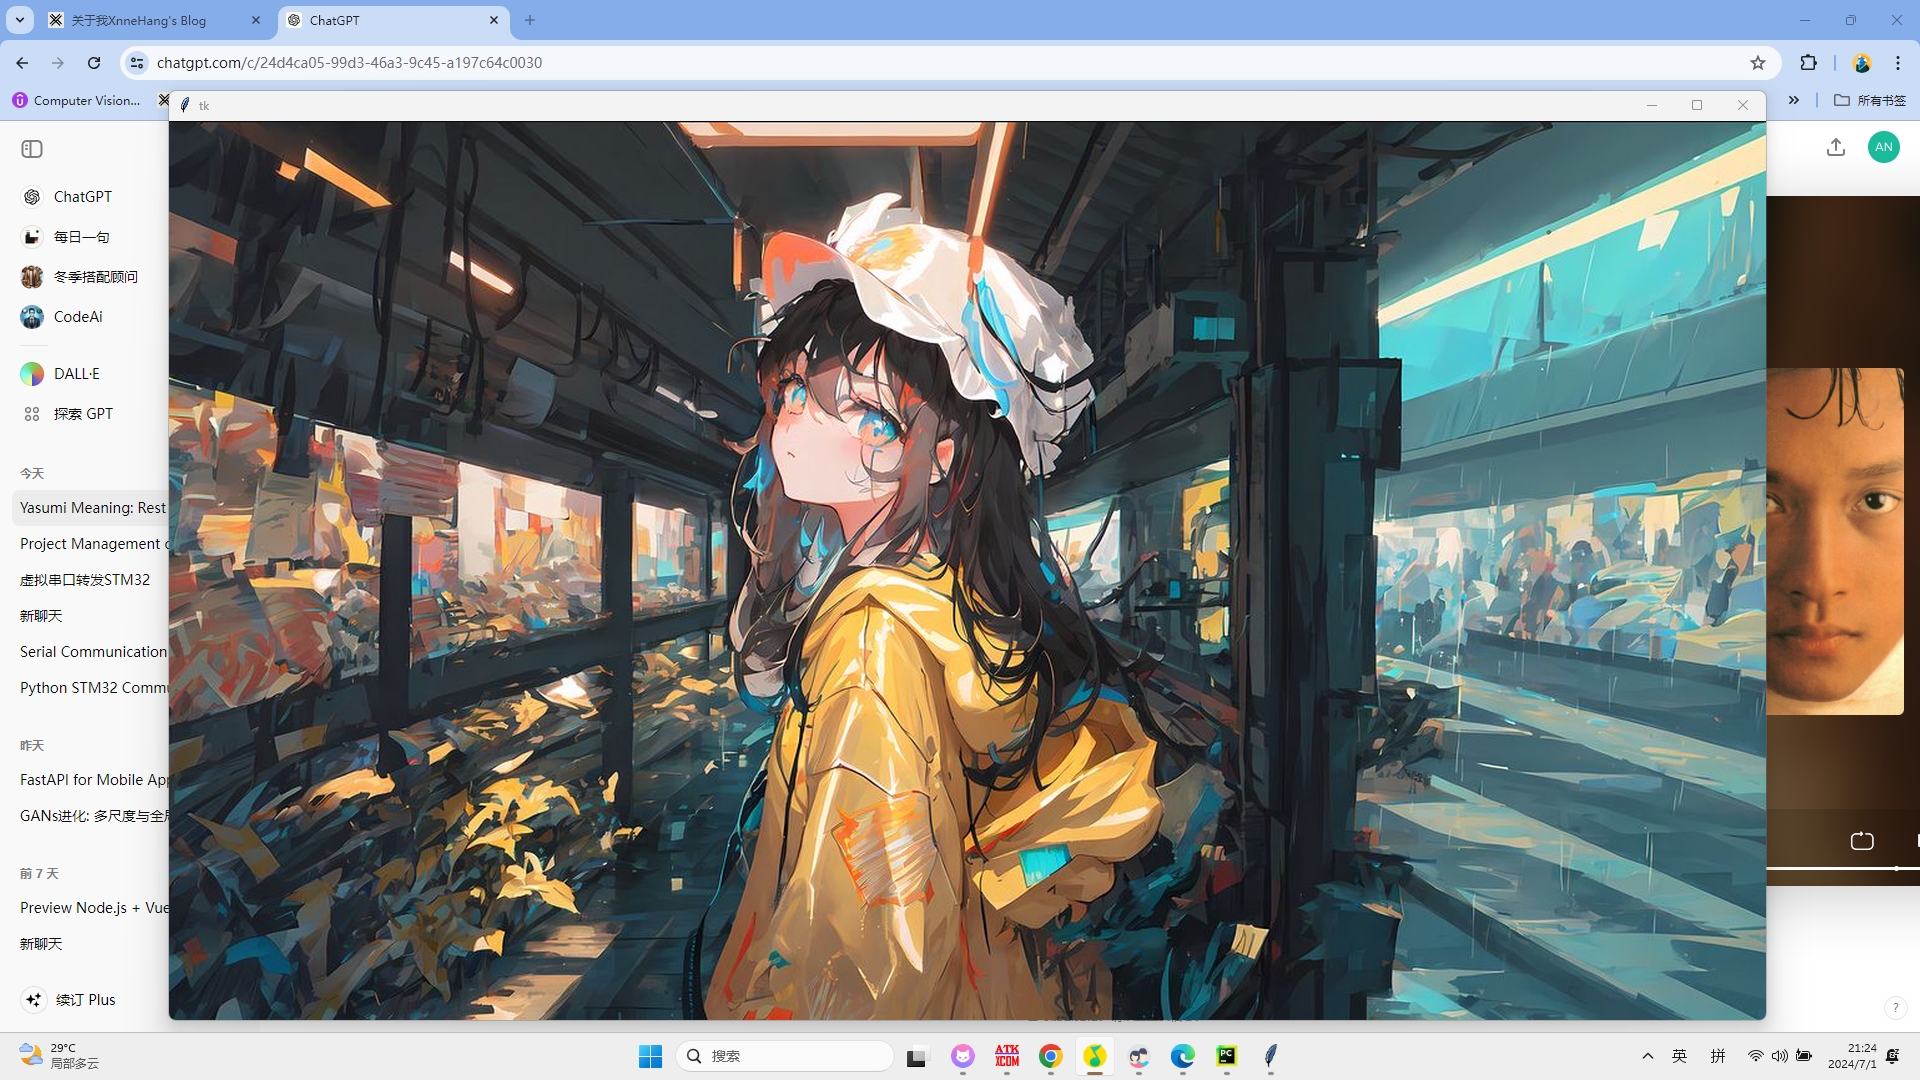 关于我XnneHang's Blog
ChatGPT
chatgpt.com/c/24d4ca05-99d3-46a3-9c45-a197c64c0030
Computer Vision...
所有书签
tk
AN
ChatGPT
每日一句
冬季搭配顾问
CodeAi
DALL·E
探索 GPT
今天
Yasumi Meaning: Rest
Project Management
虚拟串口转发STM32
新聊天
Serial Communication
Python STM32
昨天
FastAPI for Mobile
GANs进化: 多尺度与全
前 7 天
Preview Node.js + Vue
新聊天
续订 Plus
?
29°C
局部多云
搜索
ATK
XCOM
PC
英
拼
21:24
2024/7/1